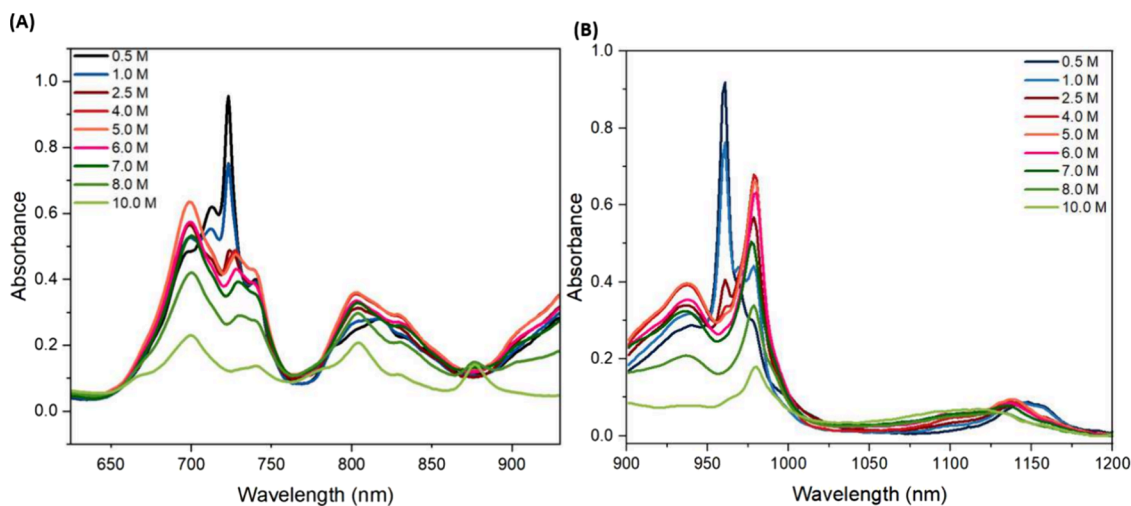 (A)
(B)
0.5 M
1.0 M
2.5 M
4.0 M
5.0 M
6.0 M
7.0 M
8.0 M
10.0 M
1.0
0.8
0.6
0.4
0.2
0.0
Absorbance
650 700 750 800 850 900
Wavelength (nm)
0.5 M
1.0 M
2.5 M
4.0 M
5.0 M
6.0 M
7.0 M
8.0 M
10.0 M
1.0
0.8
0.6
0.4
0.2
0.0
Absorbance
900 950 1000 1050 1100 1150 1200
Wavelength (nm)